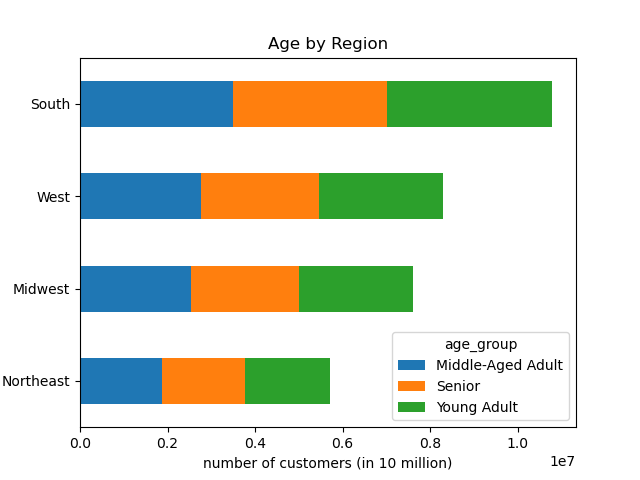 Age by Region
South
West
Midwest
Northeast
age_group
Middle-Aged Adult
Senior
Young Adult
0.0 0.2 0.4 0.6 0.8 1.0
1e7
number of customers (in 10 million)